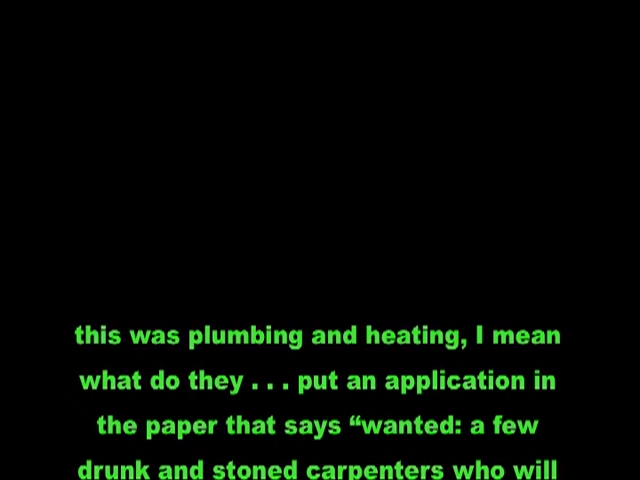 this was plumbing and heating, I mean
what do they . . . put an application in
the paper that says “wanted: a few
drunk and stoned carpenters who will